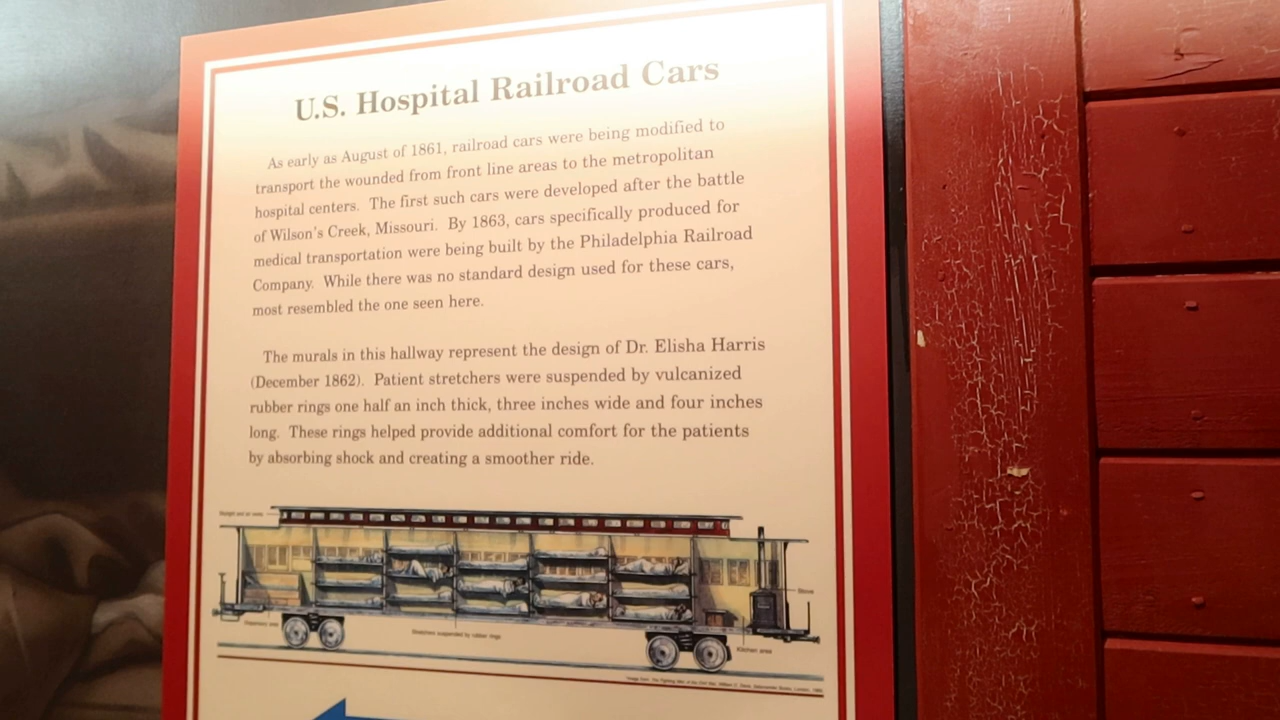 U.S. Hospital Railroad Cars
As early as August of 1861, railroad cars were being modified to
transport the wounded from front line areas to the metropolitan
hospital centers. The first such cars were developed after the battle
of Wilson's Creek, Missouri. By 1863, cars specifically produced for
medical transportation were being built by the Philadelphia Railroad
Company. While there was no standard design used for these cars,
most resembled the one seen here.
The murals in this hallway represent the design of Dr. Elisha Harris
(December 1862). Patient stretchers were suspended by vulcanized
rubber rings one half an inch thick, three inches wide and four inches
long. These rings helped provide additional comfort for the patients
by absorbing shock and creating a smoother ride.
Stove
Stretchers suspended by rubber rings
Kitchen area